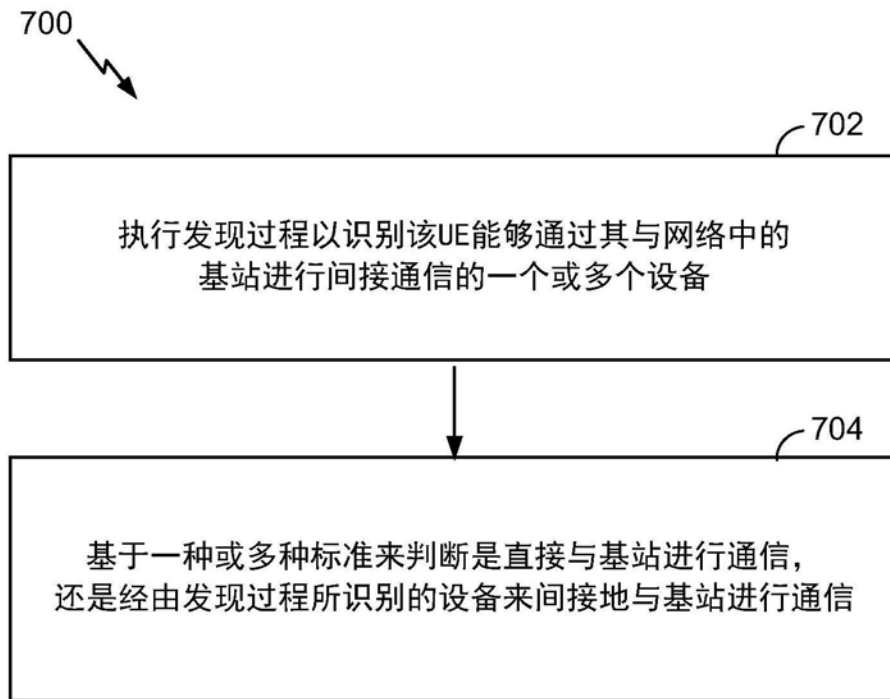 700
702
执行发现过程以识别该UE能够通过其与网络中的
基站进行间接通信的一个或多个设备
704
基于一种或多种标准来判断是直接与基站进行通信，
还是经由发现过程所识别的设备来间接地与基站进行通信